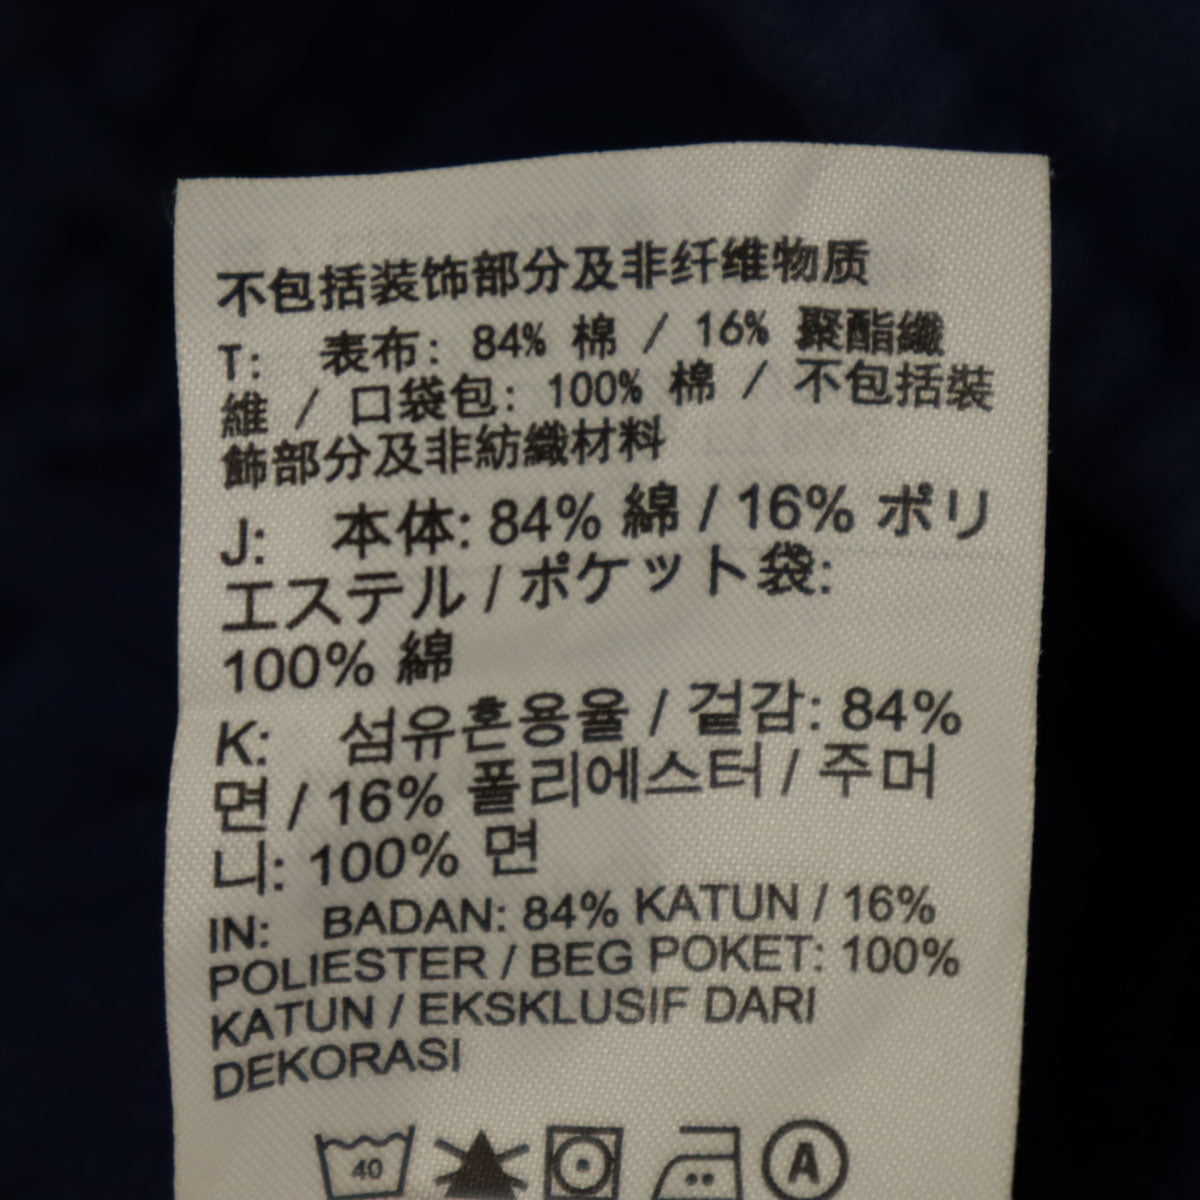 不包括装饰部分及非纤维物质
T: 表布: 84% 棉 / 16% 聚酯纖
維 / 口袋包: 100% 棉 / 不包括裝
飾部分及非紡織材料
J: 本体: 84% 綿 / 16% ポリ
エステル / ポケット袋:
100% 綿
K: 섬유혼용율 / 겉감: 84%
면 / 16% 폴리에스터 / 주머
니: 100% 면
IN: BADAN: 84% KATUN / 16%
POLIESTER / BEG POKET: 100%
KATUN / EKSKLUSIF DARI
DEKORASI
40 A